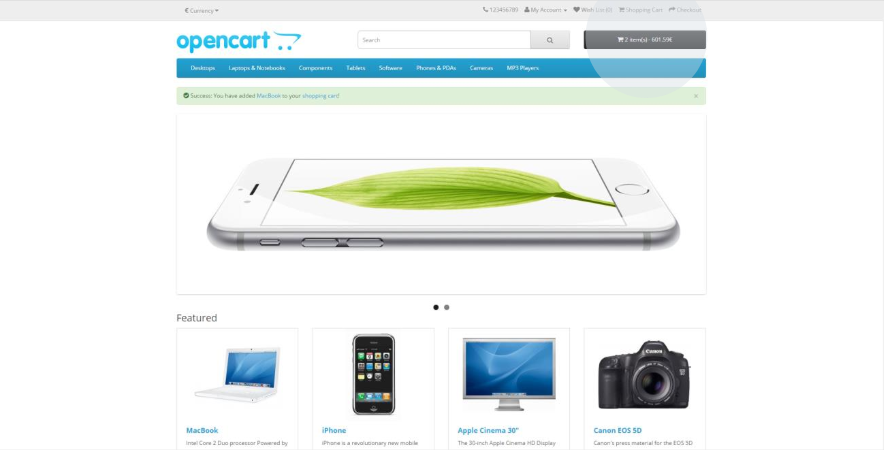 € Currency
123456789 My Account Wish List (0) Shopping Cart Checkout
opencart
Search
2 item(s) - 601.59€
Desktops Laptops & Notebooks Components Tablets Software Phones & PDAs Cameras MP3 Players
Success: You have added MacBook to your shopping cart! ×
Featured
MacBook iPhone Apple Cinema 30" Canon EOS 5D
Intel Core 2 Duo processor Powered by iPhone is a revolutionary new mobile The 30-inch Apple Cinema HD Display Canon's press material for the EOS 5D